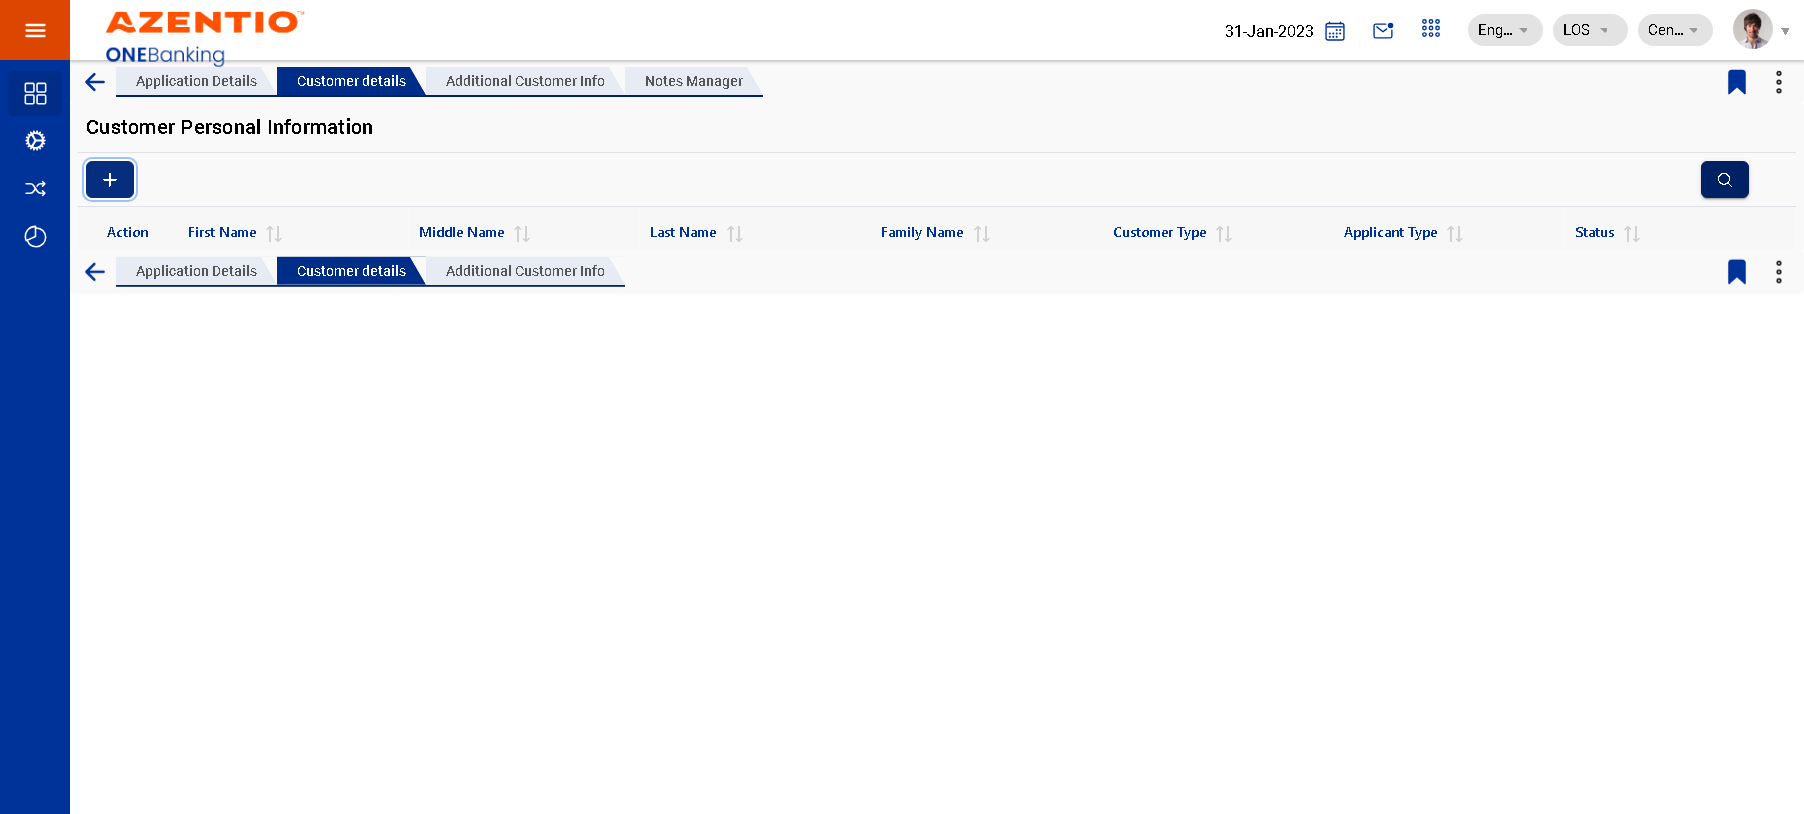 AZENTIO™
ONEBanking
31-Jan-2023
Eng...
LOS
Cen...
Application Details
Customer details
Additional Customer Info
Notes Manager
Customer Personal Information
Action
First Name
Middle Name
Last Name
Family Name
Customer Type
Applicant Type
Status
Application Details
Customer details
Additional Customer Info